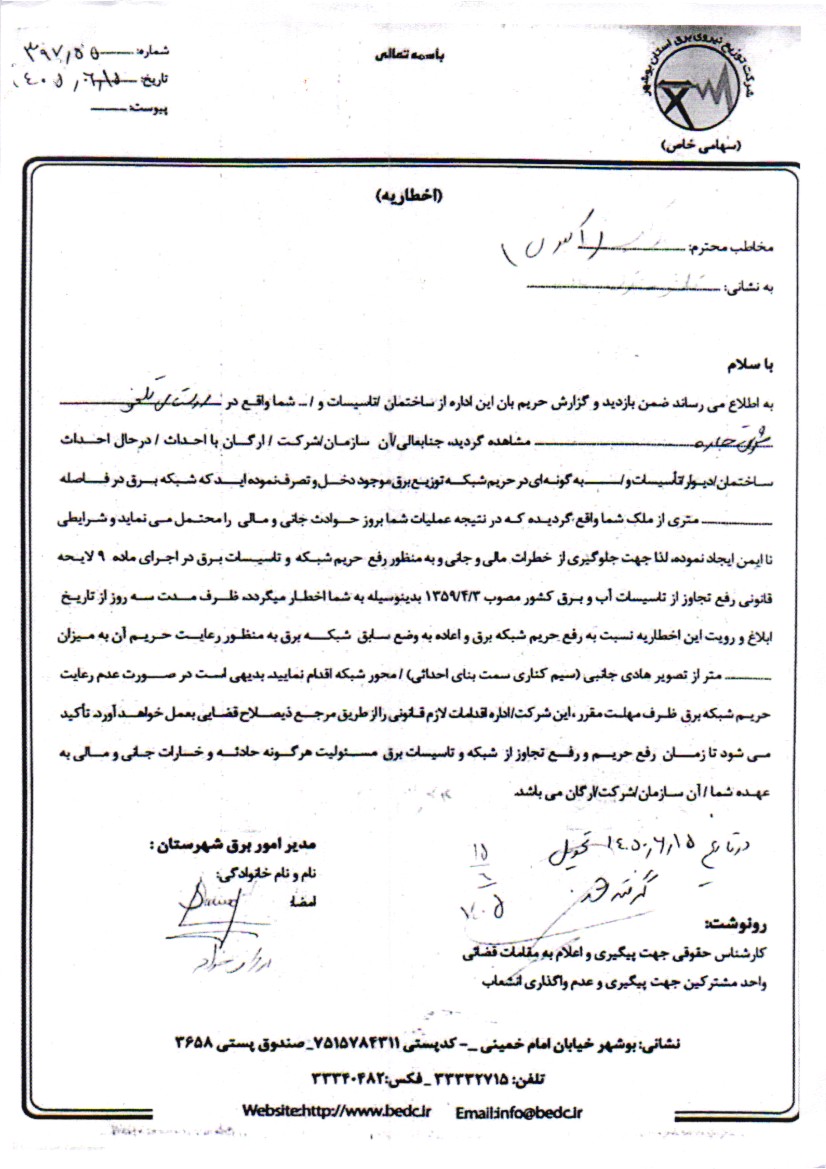 باسمه تعالی
شرکت توزیع نیروی برق استان بوشهر
(سهامی خاص)
شماره: ۳۹۷/۵۵
تاریخ: ۱۴۰۵/۶/۱۵
پیوست:
(اخطاریه)
مخاطب محترم:
به نشانی:
با سلام
به اطلاع می رساند ضمن بازدید و گزارش حریم بان این اداره از ساختمان /تاسیسات و /... شما واقع در روستای
مشاهده گردید، جنابعالی/آن سازمان/شرکت / ارگان با احداث / درحال احداث
ساختمان/دیوار/تأسیسات و/ به گونه ای در حریم شبکه توزیع برق موجود دخل و تصرف نموده اید که شبکه برق در فاصله
متری از ملک شما واقع گردیده که در نتیجه عملیات شما بروز حوادث جانی و مالی را محتمل می نماید و شرایطی
نا ایمن ایجاد نموده، لذا جهت جلوگیری از خطرات مالی و جانی و به منظور رفع حریم شبکه و تاسیسات برق در اجرای ماده ۹ لایحه
قانونی رفع تجاوز از تاسیسات آب و برق کشور مصوب ۱۳۵۹/۴/۳ بدینوسیله به شما اخطار میگردد، ظرف مدت سه روز از تاریخ
ابلاغ و رویت این اخطاریه نسبت به رفع حریم شبکه برق و اعاده به وضع سابق شبکه برق به منظور رعایت حریم آن به میزان
متر از تصویر هادی جانبی (سیم کناری سمت بنای احداثی) / محور شبکه اقدام نمایید. بدیهی است در صورت عدم رعایت
حریم شبکه برق ظرف مهلت مقرر ،این شرکت/اداره اقدامات لازم قانونی را از طریق مرجع ذیصلاح قضایی بعمل خواهد آورد. تأکید
می شود تا زمان رفع حریم و رفع تجاوز از شبکه و تاسیسات برق مسئولیت هرگونه حادثه و خسارات جانی و مالی به
عهده شما / آن سازمان/شرکت/ارگان می باشد.
در تاریخ ۱۴۰۵/۶/۱۵ تحویل
گرفته شد
۱۵
۶
۱۴۰۵
مدیر امور برق شهرستان :
نام و نام خانوادگی:
امضا:
رونوشت:
کارشناس حقوقی جهت پیگیری و اعلام به مقامات قضائی
واحد مشترکین جهت پیگیری و عدم واگذاری انشعاب
نشانی: بوشهر خیابان امام خمینی _- کدپستی ۷۵۱۵۷۸۴۳۱۱_ صندوق پستی ۳۶۵۸
تلفن: ۳۳۳۳۲۷۱۵ _ فکس:۳۳۳۴۰۴۸۲
Website:http://www.bedc.ir Email:info@bedc.ir